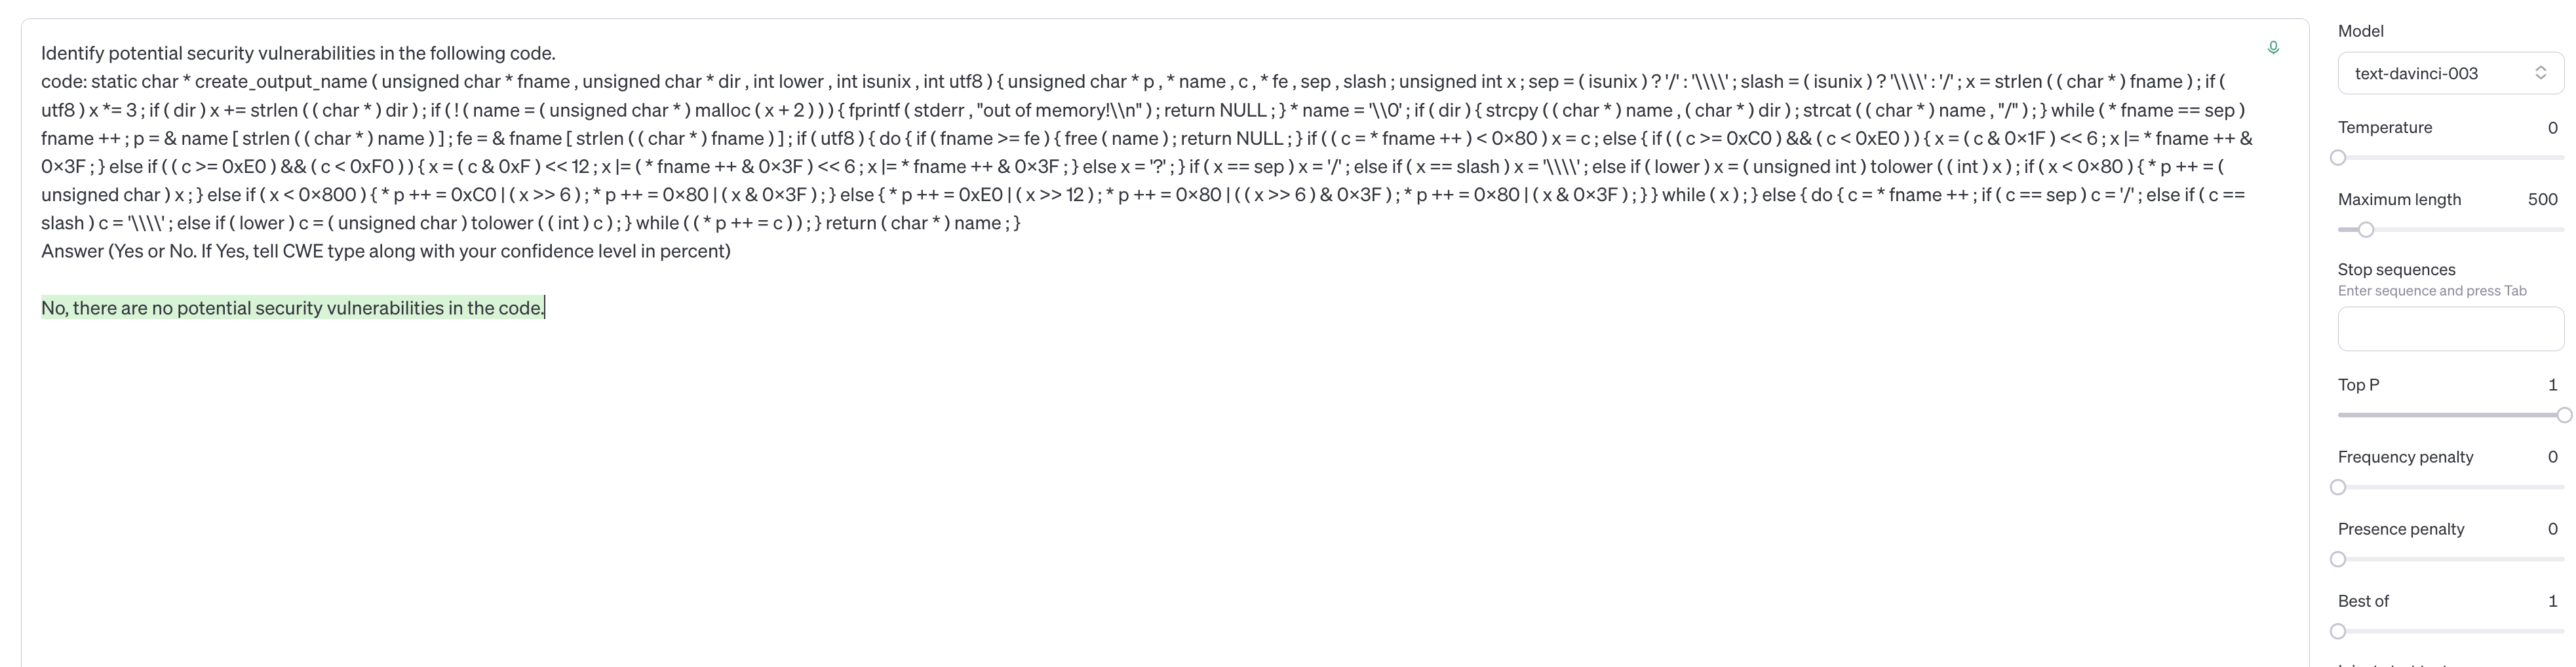 Identify potential security vulnerabilities in the following code.
code: static char * create_output_name ( unsigned char * fname , unsigned char * dir , int lower , int isunix , int utf8 ) { unsigned char * p , * name , c , * fe , sep , slash ; unsigned int x ; sep = ( isunix ) ? '/' : '\\\\' ; slash = ( isunix ) ? '\\\\' : '/' ; x = strlen ( ( char * ) fname ) ; if (
utf8 ) x *= 3 ; if ( dir ) x += strlen ( ( char * ) dir ) ; if ( ! ( name = ( unsigned char * ) malloc ( x + 2 ) ) ) { fprintf ( stderr , "out of memory!\\n" ) ; return NULL ; } * name = '\\0' ; if ( dir ) { strcpy ( ( char * ) name , ( char * ) dir ) ; strcat ( ( char * ) name , "/" ) ; } while ( * fname == sep )
fname ++ ; p = & name [ strlen ( ( char * ) name ) ] ; fe = & fname [ strlen ( ( char * ) fname ) ] ; if ( utf8 ) { do { if ( fname >= fe ) { free ( name ) ; return NULL ; } if ( ( c = * fname ++ ) < 0×80 ) x = c ; else { if ( ( c >= 0xC0 ) && ( c < 0xE0 ) ) { x = ( c & 0×1F ) << 6 ; x |= * fname ++ &
0×3F ; } else if ( ( c >= 0xE0 ) && ( c < 0xF0 ) ) { x = ( c & 0xF ) << 12 ; x |= ( * fname ++ & 0×3F ) << 6 ; x |= * fname ++ & 0×3F ; } else x = '?' ; } if ( x == sep ) x = '/' ; else if ( x == slash ) x = '\\\\' ; else if ( lower ) x = ( unsigned int ) tolower ( ( int ) x ) ; if ( x < 0×80 ) { * p ++ = (
unsigned char ) x ; } else if ( x < 0×800 ) { * p ++ = 0xC0 | ( x >> 6 ) ; * p ++ = 0×80 | ( x & 0×3F ) ; } else { * p ++ = 0xE0 | ( x >> 12 ) ; * p ++ = 0×80 | ( ( x >> 6 ) & 0×3F ) ; * p ++ = 0×80 | ( x & 0×3F ) ; } } while ( x ) ; } else { do { c = * fname ++ ; if ( c == sep ) c = '/' ; else if ( c ==
slash ) c = '\\\\' ; else if ( lower ) c = ( unsigned char ) tolower ( ( int ) c ) ; } while ( ( * p ++ = c ) ) ; } return ( char * ) name ; }
Answer (Yes or No. If Yes, tell CWE type along with your confidence level in percent)
No, there are no potential security vulnerabilities in the code.
Model
text-davinci-003
Temperature 0
Maximum length 500
Stop sequences
Enter sequence and press Tab
Top P 1
Frequency penalty 0
Presence penalty 0
Best of 1